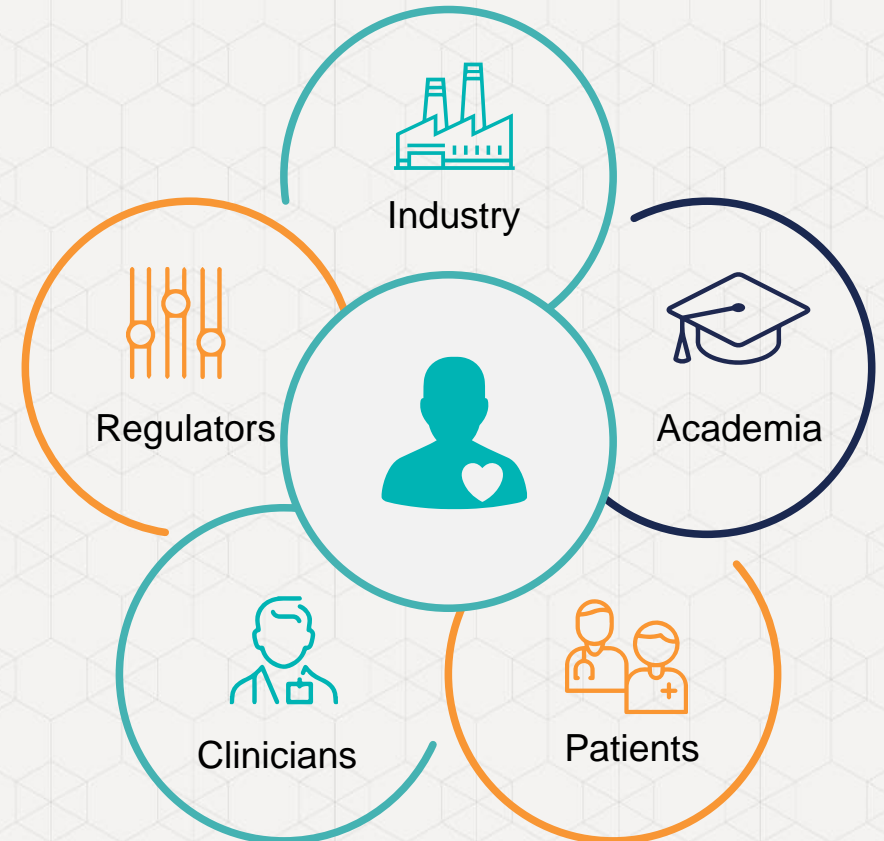 Industry
Regulators
Academia
Clinicians
Patients